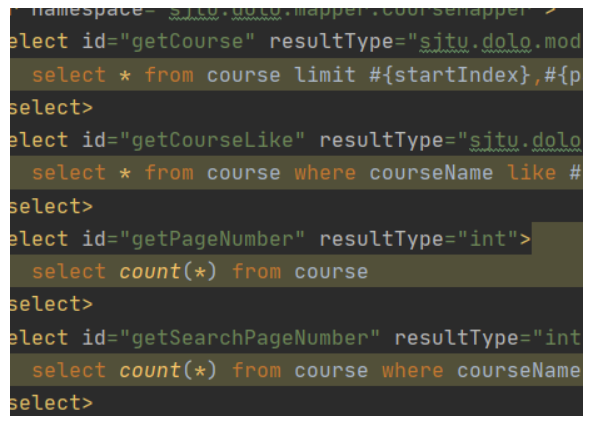 namespace="sjtu.dolo.mapper.CourseMapper">
elect id="getCourse" resultType="sjtu.dolo.mod
select * from course limit #{startIndex},#{p
select>
elect id="getCourseLike" resultType="sjtu.dolo
select * from course where courseName like #
select>
elect id="getPageNumber" resultType="int">
select count(*) from course
select>
elect id="getSearchPageNumber" resultType="int
select count(*) from course where courseName
select>